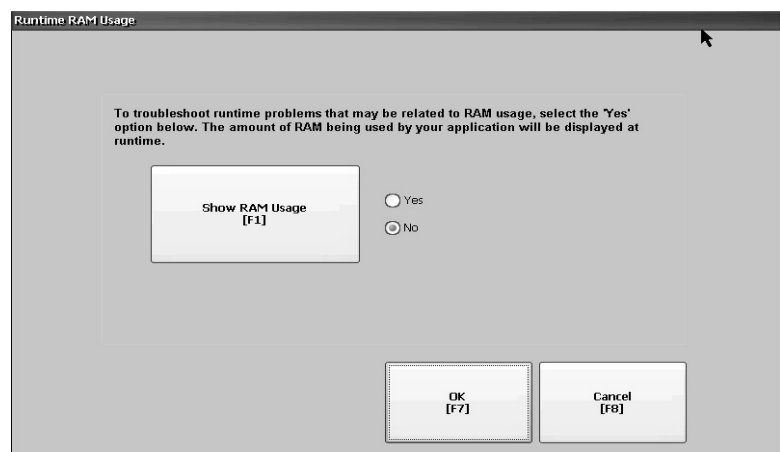 Runtime RAM Usage
To troubleshoot runtime problems that may be related to RAM usage, select the 'Yes'
option below. The amount of RAM being used by your application will be displayed at
runtime.
Show RAM Usage
[F1]
Yes
No
OK
[F7]
Cancel
[F8]